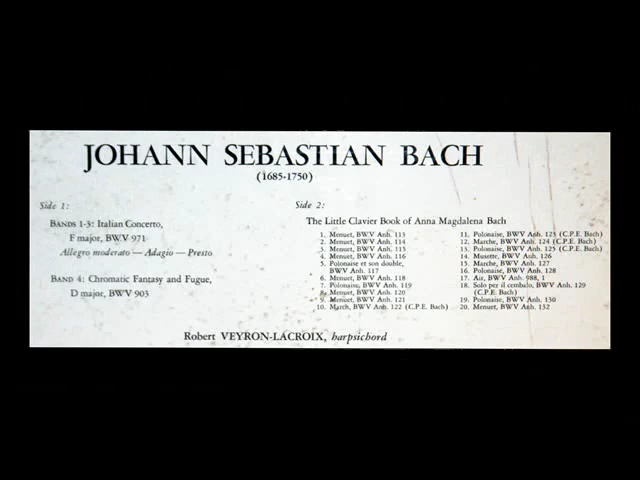 JOHANN SEBASTIAN BACH
(1685-1750)
Side 1:
BANDS 1-3: Italian Concerto,
F major, BWV 971
Allegro moderato — Adagio — Presto
BAND 4: Chromatic Fantasy and Fugue,
D major, BWV 903
Side 2:
The Little Clavier Book of Anna Magdalena Bach
1. Menuet, BWV Anh. 113
2. Menuet, BWV Anh. 114
3. Menuet, BWV Anh. 115
4. Menuet, BWV Anh. 116
5. Polonaise et son double,
BWV Anh. 117
6. Menuet, BWV Anh. 118
7. Polonaise, BWV Anh. 119
8. Menuet, BWV Anh. 120
9. Menuet, BWV Anh. 121
10. March, BWV Anh. 122 (C.P.E. Bach)
11. Polonaise, BWV Anh. 123 (C.P.E. Bach)
12. Marche, BWV Anh. 124 (C.P.E. Bach)
13. Polonaise, BWV Anh. 125 (C.P.E. Bach)
14. Musette, BWV Anh. 126
15. Marche, BWV Anh. 127
16. Polonaise, BWV Anh. 128
17. Air, BWV Anh. 988, 1
18. Solo per il cembalo, BWV Anh. 129
(C.P.E. Bach)
19. Polonaise, BWV Anh. 130
20. Menuet, BWV Anh. 132
Robert VEYRON-LACROIX, harpsichord